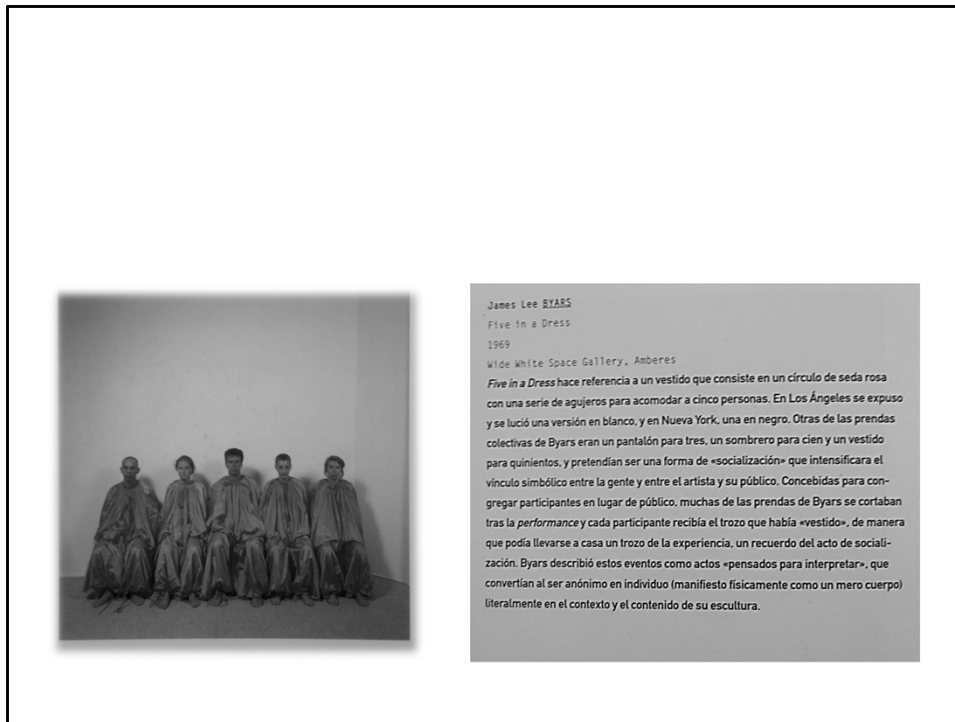 James Lee BYARS
Five in a Dress
1969
Wide White Space Gallery, Amberes
Five in a Dress hace referencia a un vestido que consiste en un círculo de seda rosa
con una serie de agujeros para acomodar a cinco personas. En Los Ángeles se expuso
y se lució una versión en blanco, y en Nueva York, una en negro. Otras de las prendas
colectivas de Byars eran un pantalón para tres, un sombrero para cien y un vestido
para quinientos, y pretendían ser una forma de «socialización» que intensificara el
vínculo simbólico entre la gente y entre el artista y su público. Concebidas para con-
gregar participantes en lugar de público, muchas de las prendas de Byars se cortaban
tras la performance y cada participante recibía el trozo que había «vestido», de manera
que podía llevarse a casa un trozo de la experiencia, un recuerdo del acto de sociali-
zación. Byars describió estos eventos como actos «pensados para interpretar», que
convertían al ser anónimo en individuo (manifiesto físicamente como un mero cuerpo)
literalmente en el contexto y el contenido de su escultura.